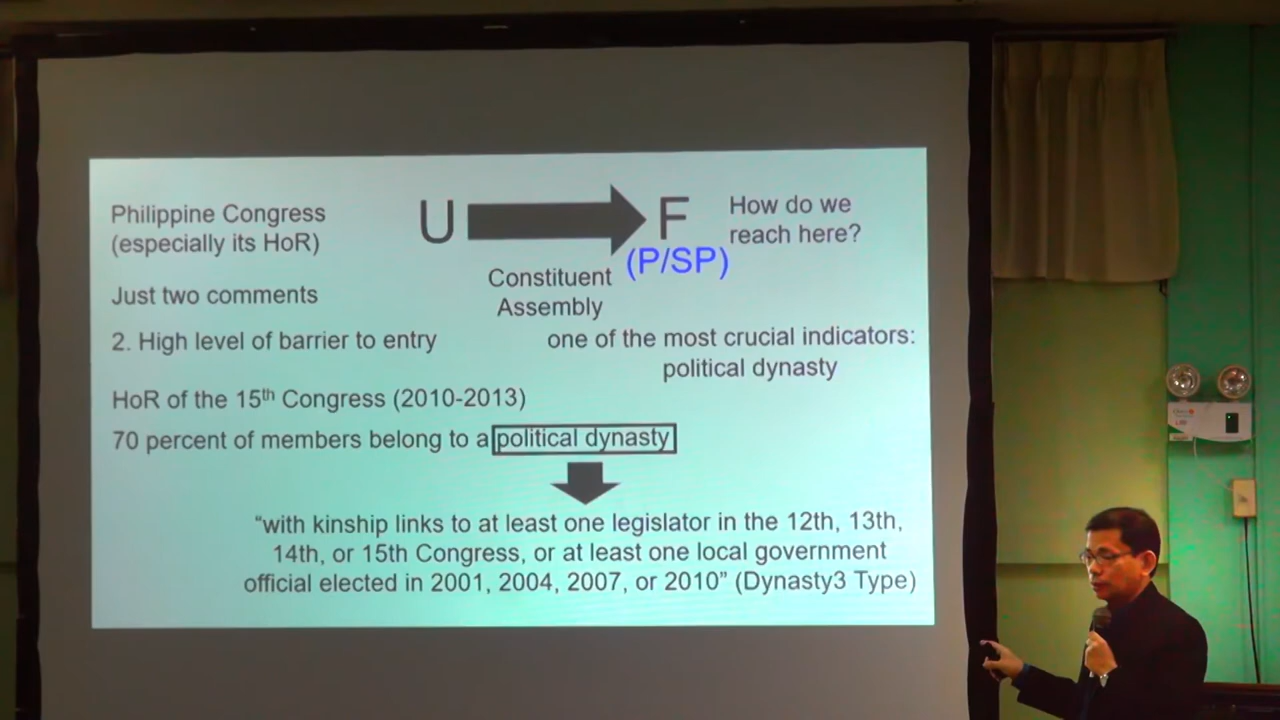 Philippine Congress
(especially its HoR)
U
F
(P/SP)
How do we
reach here?
Constituent
Assembly
Just two comments
2. High level of barrier to entry
one of the most crucial indicators:
political dynasty
HoR of the 15th Congress (2010-2013)
70 percent of members belong to a political dynasty
“with kinship links to at least one legislator in the 12th, 13th,
14th, or 15th Congress, or at least one local government
official elected in 2001, 2004, 2007, or 2010” (Dynasty3 Type)